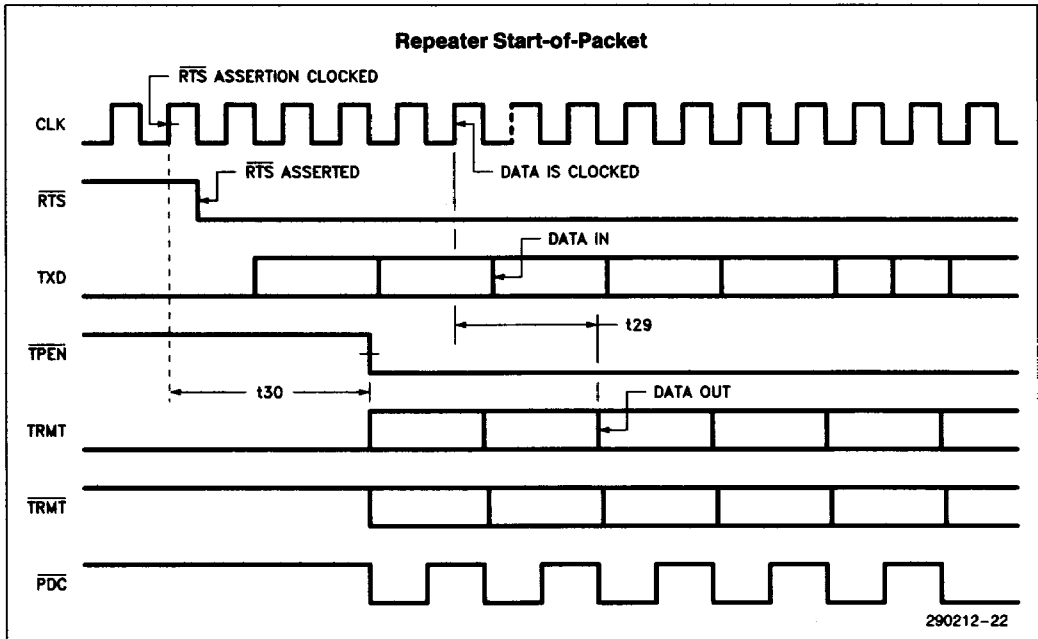 Repeater Start-of-Packet
RTS ASSERTION CLOCKED
CLK
RTS ASSERTED
DATA IS CLOCKED
RTS
DATA IN
TXD
t29
TPEN
t30
DATA OUT
TRMT
TRMT
PDC
290212-22